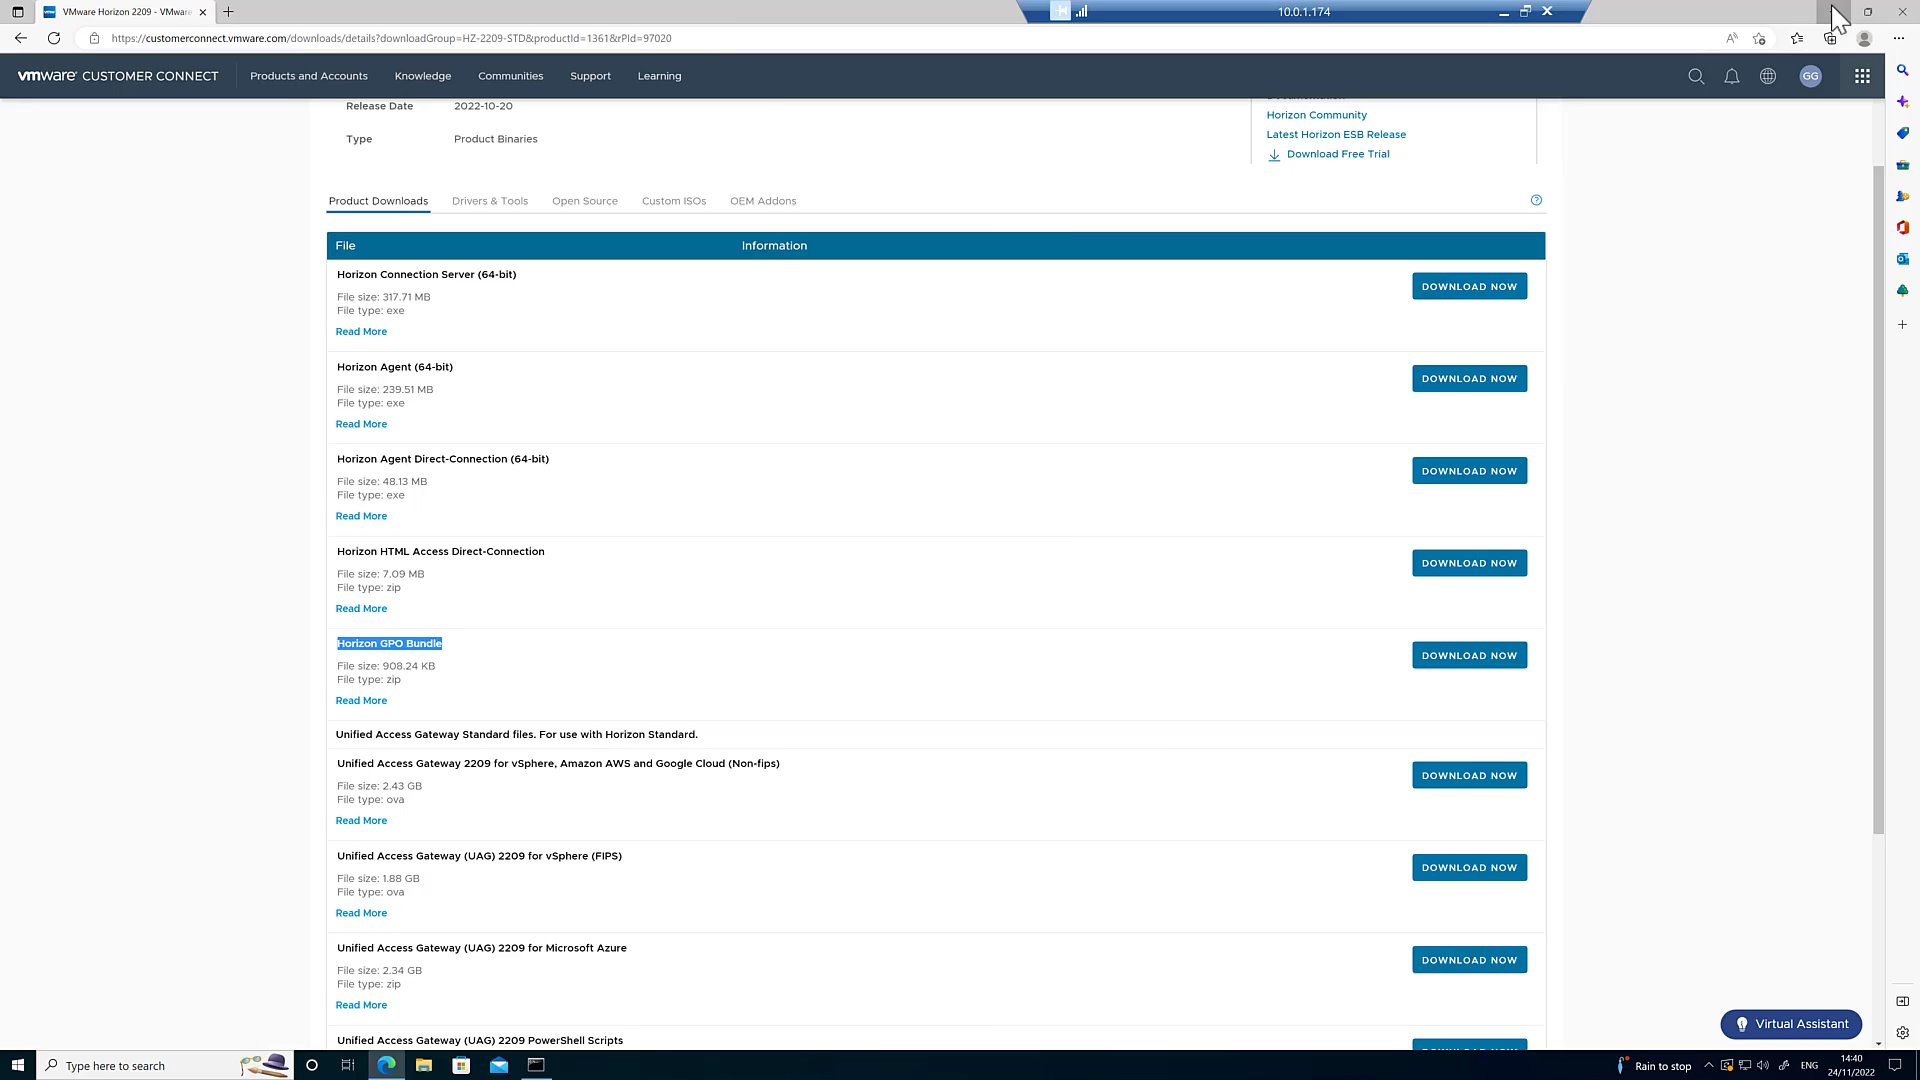 VMware Horizon 2209 - VMware
10.0.1.174
https://customerconnect.vmware.com/downloads/details?downloadGroup=HZ-2209-STD&productId=1361&rPId=97020
vmware CUSTOMER CONNECT
Products and Accounts
Knowledge
Communities
Support
Learning
GG
Release Date 2022-10-20
Horizon Community
Latest Horizon ESB Release
Type Product Binaries
Download Free Trial
Product Downloads
Drivers & Tools
Open Source
Custom ISOs
OEM Addons
File Information
Horizon Connection Server (64-bit)
DOWNLOAD NOW
File size: 317.71 MB
File type: exe
Read More
Horizon Agent (64-bit)
DOWNLOAD NOW
File size: 239.51 MB
File type: exe
Read More
Horizon Agent Direct-Connection (64-bit)
DOWNLOAD NOW
File size: 48.13 MB
File type: exe
Read More
Horizon HTML Access Direct-Connection
DOWNLOAD NOW
File size: 7.09 MB
File type: zip
Read More
Horizon GPO Bundle
DOWNLOAD NOW
File size: 908.24 KB
File type: zip
Read More
Unified Access Gateway Standard files. For use with Horizon Standard.
Unified Access Gateway 2209 for vSphere, Amazon AWS and Google Cloud (Non-fips)
DOWNLOAD NOW
File size: 2.43 GB
File type: ova
Read More
Unified Access Gateway (UAG) 2209 for vSphere (FIPS)
DOWNLOAD NOW
File size: 1.88 GB
File type: ova
Read More
Unified Access Gateway (UAG) 2209 for Microsoft Azure
DOWNLOAD NOW
File size: 2.34 GB
File type: zip
Read More
Virtual Assistant
Unified Access Gateway (UAG) 2209 PowerShell Scripts
Type here to search
Rain to stop
ENG
14:40
24/11/2022